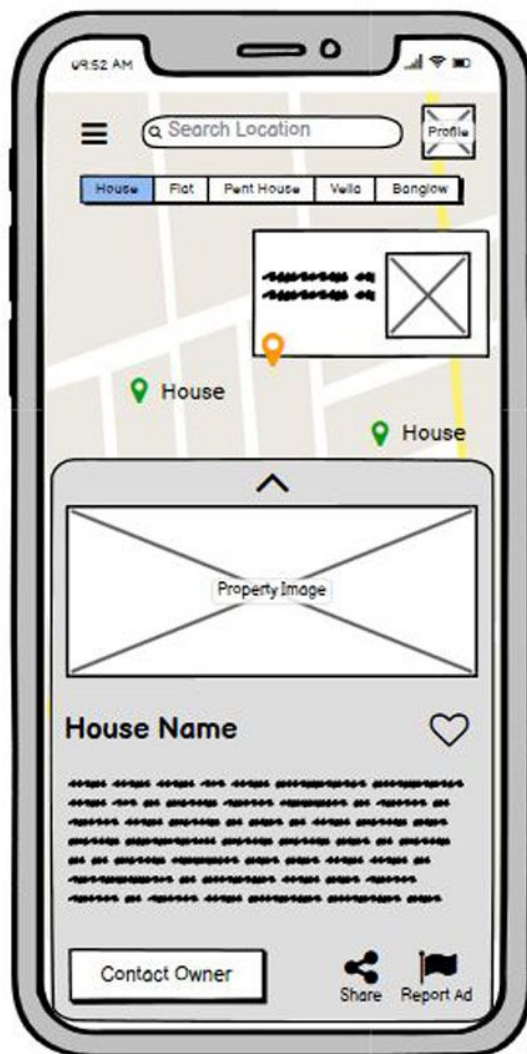 09:52 AM
Search Location
Profile
House Flat Pent House Vella Banglow
House
House
Property Image
House Name
Contact Owner
Share Report Ad